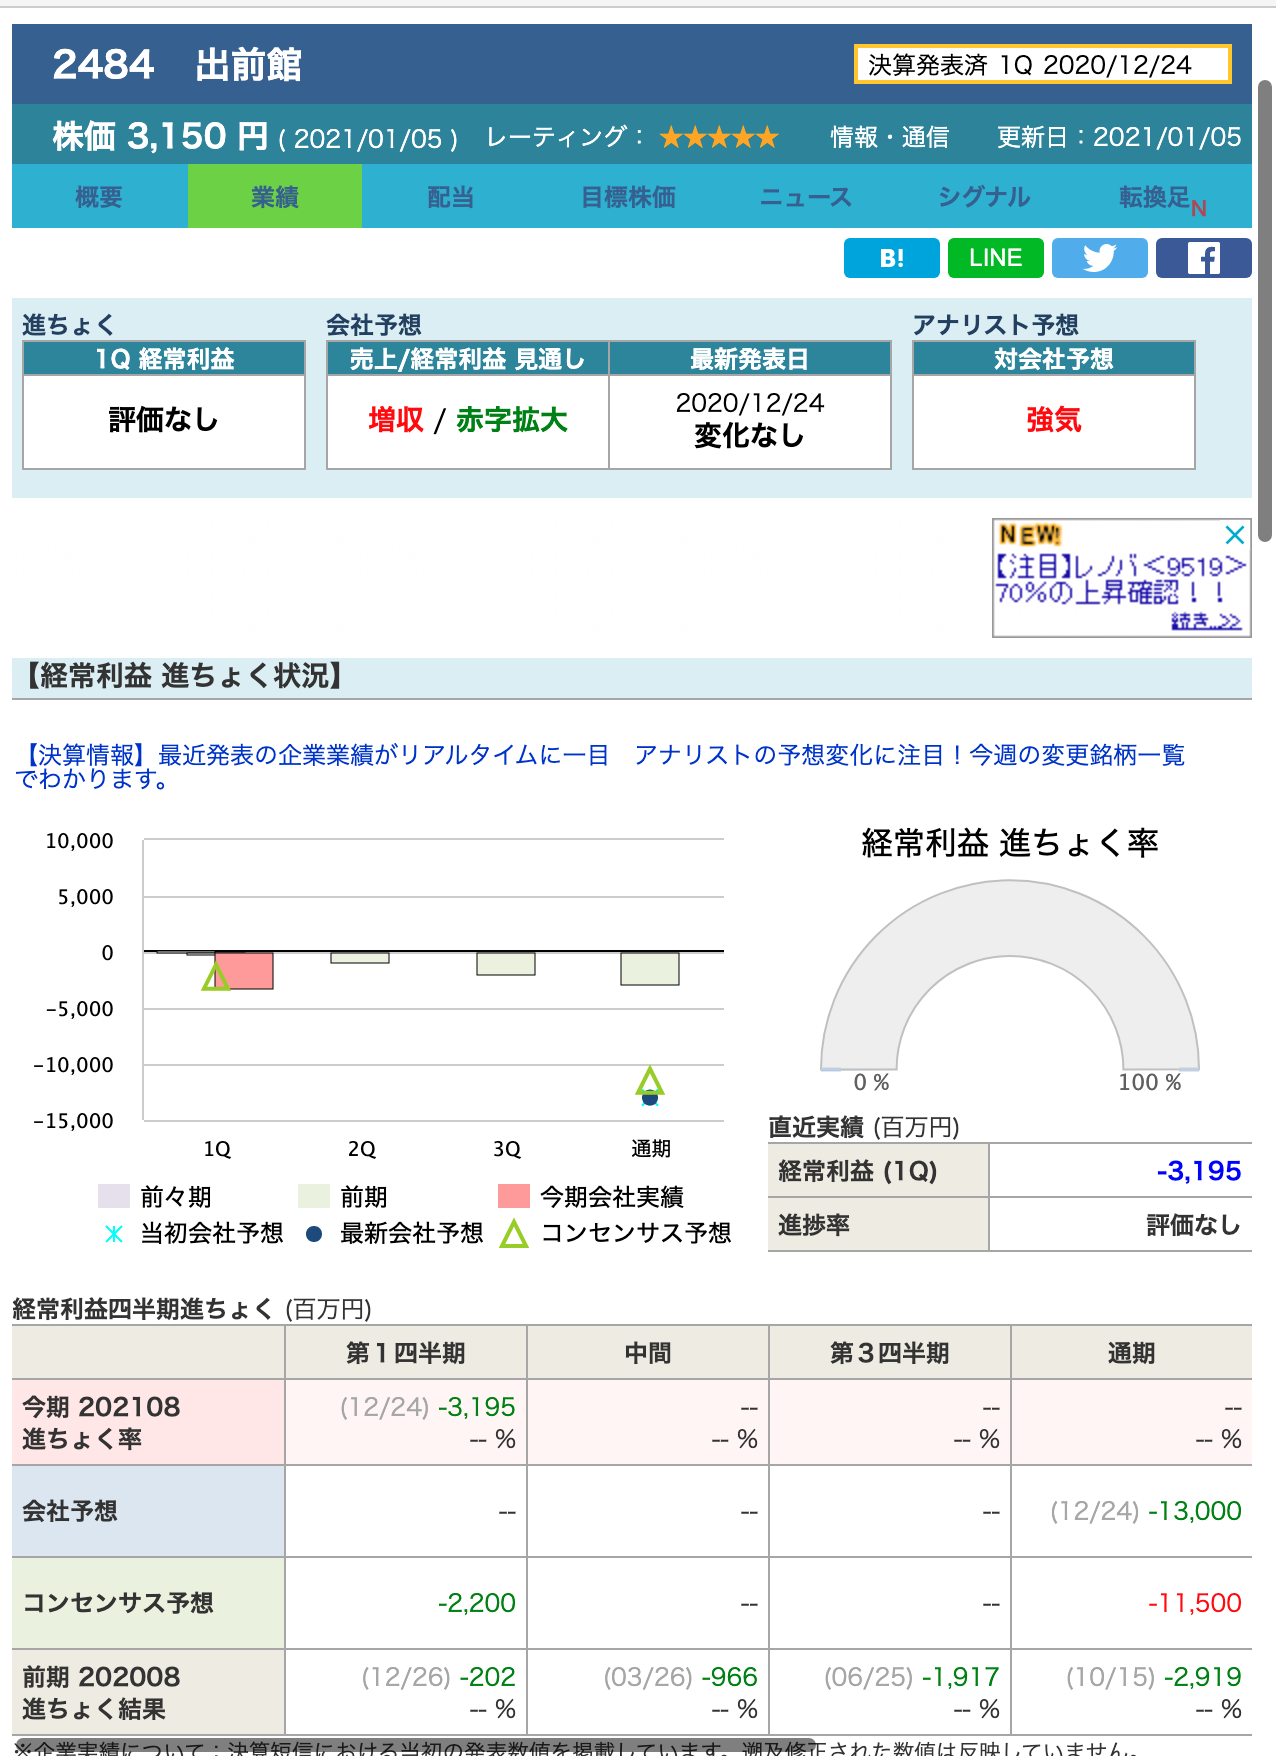 2484 出前館
決算発表済 1Q 2020/12/24
株価 3,150 円 ( 2021/01/05 ) レーティング： ★★★★★ 情報・通信 更新日：2021/01/05
概要 業績 配当 目標株価 ニュース シグナル 転換足N
B! LINE
進ちょく 会社予想 アナリスト予想
1Q 経常利益 売上/経常利益 見通し 最新発表日 対会社予想
評価なし 増収 / 赤字拡大 2020/12/24 強気
変化なし
NEW!
【注目】レノバ<9519>
70%の上昇確認！！
続き..>>
【経常利益 進ちょく状況】
【決算情報】最近発表の企業業績がリアルタイムに一目 アナリストの予想変化に注目！今週の変更銘柄一覧
でわかります。
経常利益 進ちょく率
10,000
5,000
0
-5,000
-10,000
-15,000
1Q 2Q 3Q 通期
0 % 100 %
前々期 前期 今期会社実績
当初会社予想 最新会社予想 コンセンサス予想
直近実績 (百万円)
経常利益 (1Q) -3,195
進捗率 評価なし
経常利益四半期進ちょく (百万円)
第１四半期 中間 第３四半期 通期
今期 202108 (12/24) -3,195 -- -- --
進ちょく率 -- % -- % -- % -- %
会社予想 -- -- -- (12/24) -13,000
コンセンサス予想 -2,200 -- -- -11,500
前期 202008 (12/26) -202 (03/26) -966 (06/25) -1,917 (10/15) -2,919
進ちょく結果 -- % -- % -- % -- %
※企業実績について：決算短信における当初の発表数値を掲載しています。遡及修正された数値は反映していません。